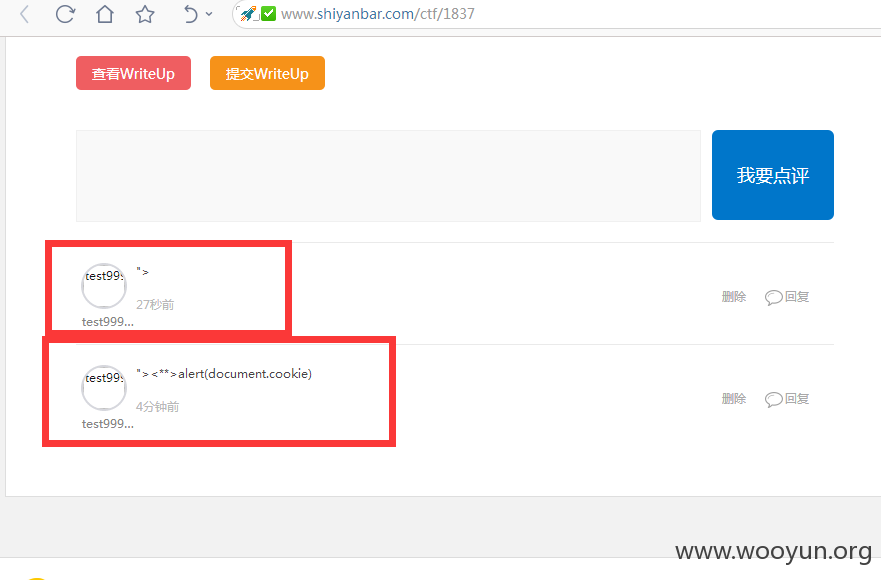 www.shiyanbar.com/ctf/1837
查看WriteUp
提交WriteUp
我要点评
test999
">
27秒前
test999...
删除
回复
test999
"><**>alert(document.cookie)
4分钟前
test999...
删除
回复
www.wooyun.org